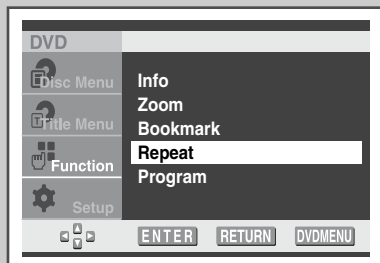 DVD
Disc Menu
Title Menu
Function
Setup
Info
Zoom
Bookmark
Repeat
Program
ENTER RETURN DVDMENU